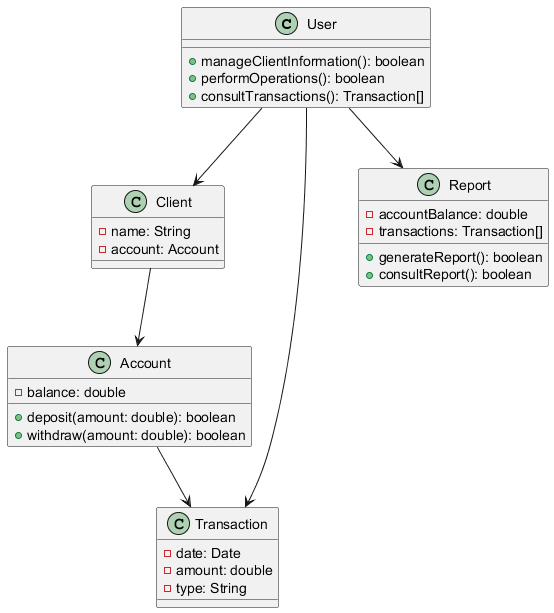 C User
manageClientInformation(): boolean
performOperations(): boolean
consultTransactions(): Transaction[]
C Client
name: String
account: Account
C Report
accountBalance: double
transactions: Transaction[]
generateReport(): boolean
consultReport(): boolean
C Account
balance: double
deposit(amount: double): boolean
withdraw(amount: double): boolean
C Transaction
date: Date
amount: double
type: String